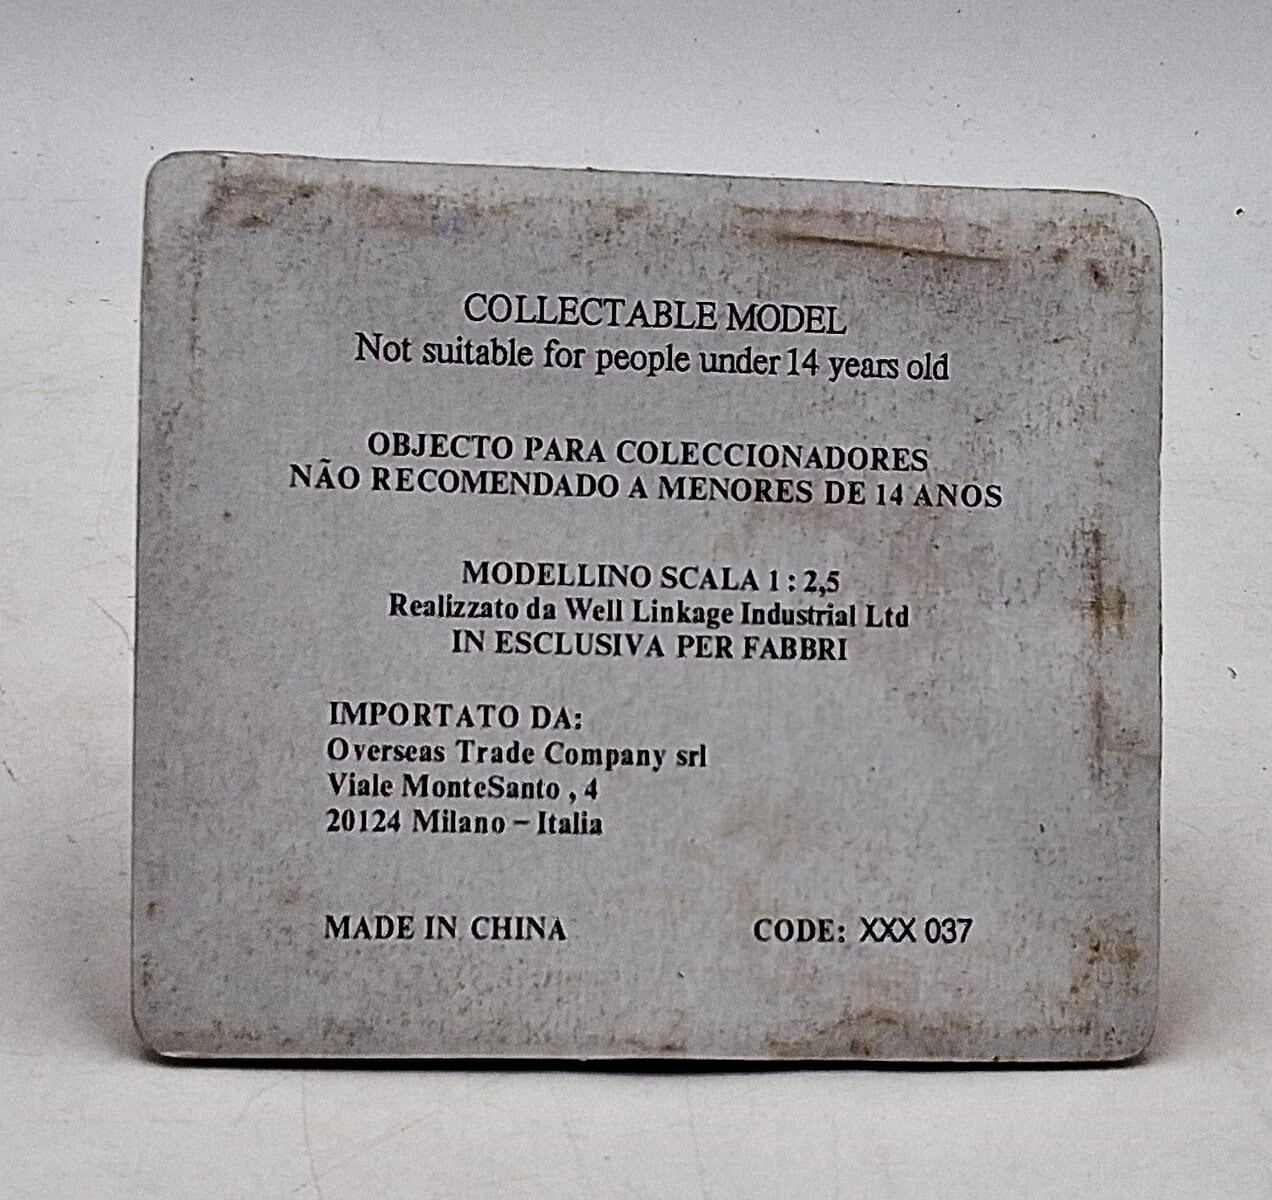 COLLECTABLE MODEL
Not suitable for people under 14 years old
OBJECTO PARA COLECCIONADORES
NÃO RECOMENDADO A MENORES DE 14 ANOS
MODELLINO SCALA 1 : 2,5
Realizzato da Well Linkage Industrial Ltd
IN ESCLUSIVA PER FABBRI
IMPORTATO DA:
Overseas Trade Company srl
Viale MonteSanto , 4
20124 Milano – Italia
MADE IN CHINA CODE: XXX 037